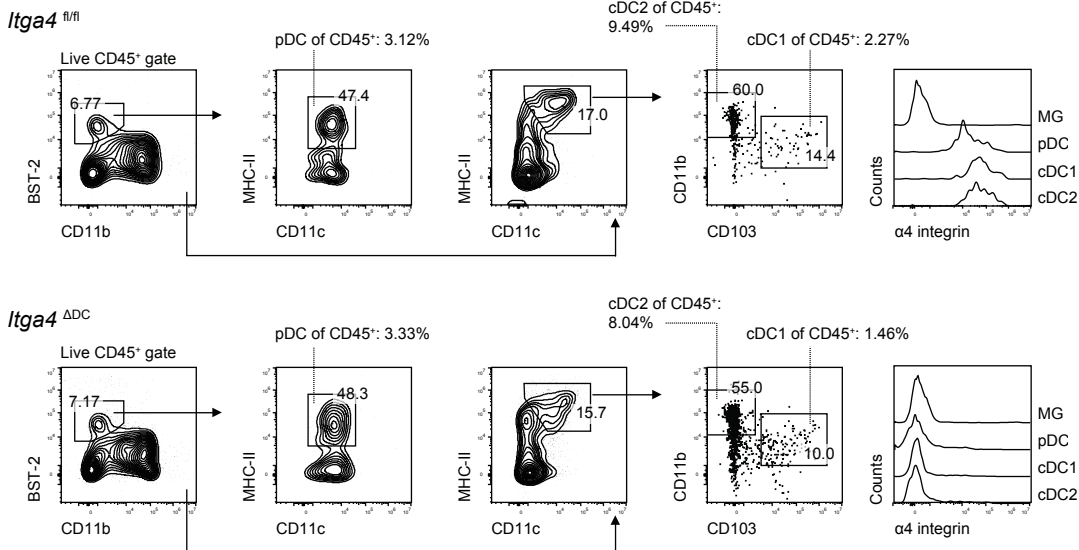 Itga4 fl/fl
cDC2 of CD45⁺:
9.49%
pDC of CD45⁺: 3.12%
cDC1 of CD45⁺: 2.27%
Live CD45⁺ gate
6.77
47.4
17.0
60.0
14.4
MG
pDC
cDC1
cDC2
BST-2
MHC-II
MHC-II
CD11b
Counts
CD11b
CD11c
CD11c
CD103
α4 integrin
Itga4 ΔDC
cDC2 of CD45⁺:
8.04%
pDC of CD45⁺: 3.33%
cDC1 of CD45⁺: 1.46%
Live CD45⁺ gate
7.17
48.3
15.7
55.0
10.0
MG
pDC
cDC1
cDC2
BST-2
MHC-II
MHC-II
CD11b
Counts
CD11b
CD11c
CD11c
CD103
α4 integrin